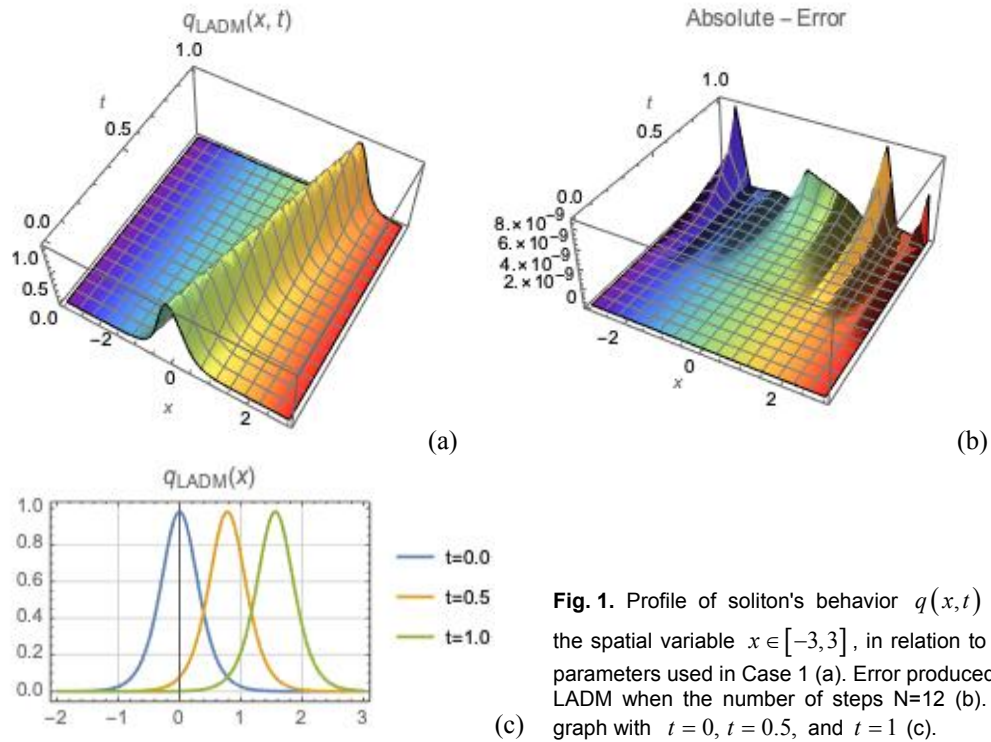 q_LADM(x, t)
1.0
t
0.5
0.0
1.0
0.5
0.0
−2
0
x
2
(a)
Absolute − Error
1.0
t
0.5
0.0
8.×10⁻⁹
6.×10⁻⁹
4.×10⁻⁹
2.×10⁻⁹
0
−2
0
x
2
(b)
q_LADM(x)
1.0
0.8
0.6
0.4
0.2
0.0
−2 −1 0 1 2 3
t=0.0
t=0.5
t=1.0
(c)
Fig. 1. Profile of soliton's behavior q(x,t)
the spatial variable x∈[−3,3], in relation to
parameters used in Case 1 (a). Error produced
LADM when the number of steps N=12 (b).
graph with t = 0, t = 0.5, and t = 1 (c).